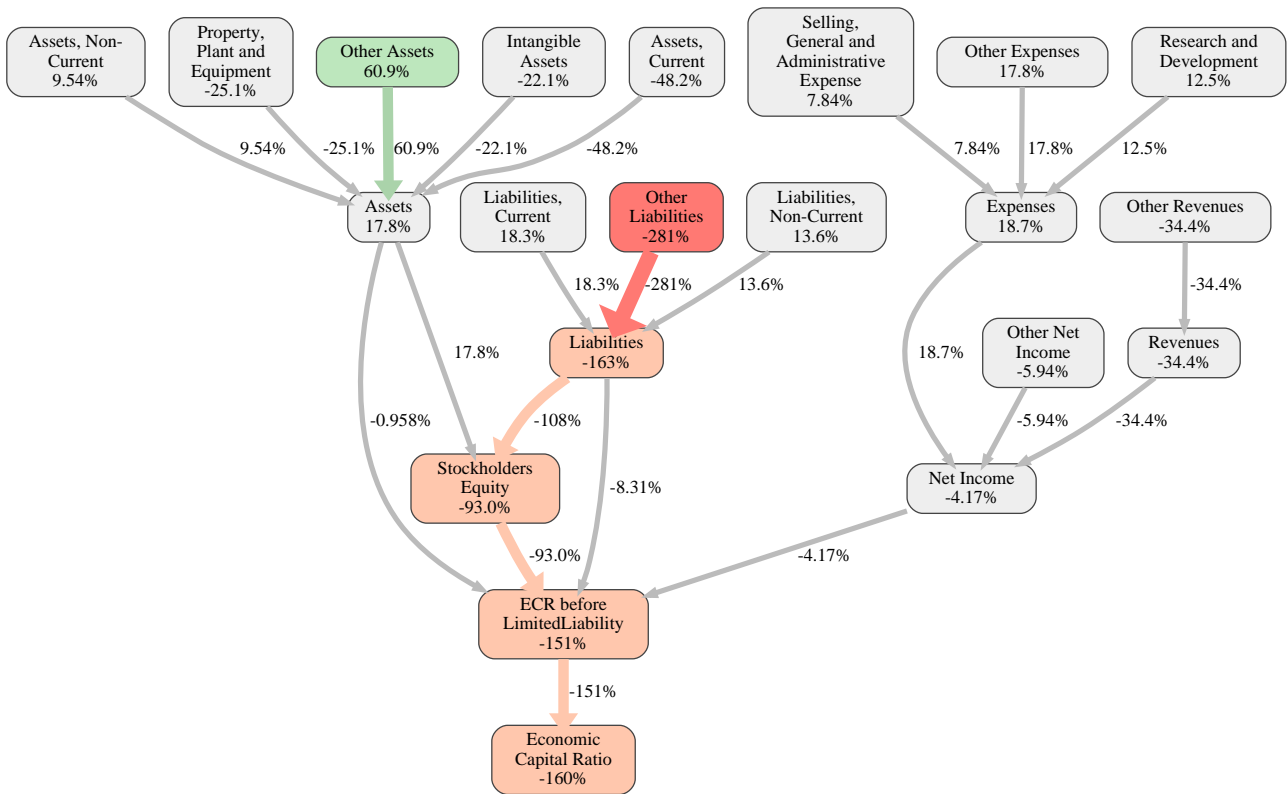 Assets, Non-
Current
9.54%
Property,
Plant and
Equipment
-25.1%
Other Assets
60.9%
Intangible
Assets
-22.1%
Assets,
Current
-48.2%
Selling,
General and
Administrative
Expense
7.84%
Other Expenses
17.8%
Research and
Development
12.5%
9.54%
-25.1%
60.9%
-22.1%
-48.2%
7.84%
17.8%
12.5%
Assets
17.8%
Liabilities,
Current
18.3%
Other
Liabilities
-281%
Liabilities,
Non-Current
13.6%
Expenses
18.7%
Other Revenues
-34.4%
18.3%
-281%
13.6%
-34.4%
17.8%
Liabilities
-163%
18.7%
Other Net
Income
-5.94%
Revenues
-34.4%
-0.958%
-108%
-5.94%
-34.4%
Stockholders
Equity
-93.0%
-8.31%
Net Income
-4.17%
-93.0%
-4.17%
ECR before
LimitedLiability
-151%
-151%
Economic
Capital Ratio
-160%